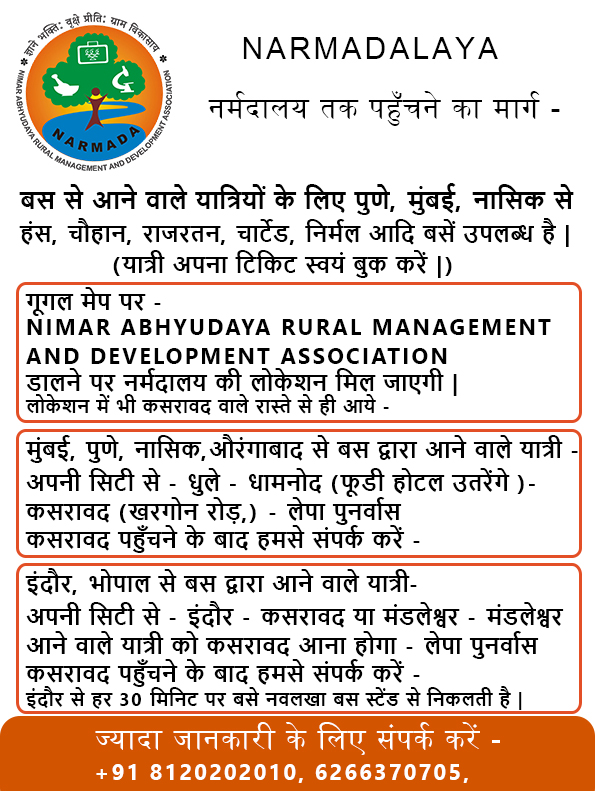 ज्ञाने भक्ति: वृक्षे प्रीति: ग्राम विकासाय
NIMAR ABHYUDAYA RURAL MANAGEMENT AND DEVELOPMENT ASSOCIATION
NARMADA
NARMADALAYA
नर्मदालय तक पहुँचने का मार्ग -
बस से आने वाले यात्रियों के लिए पुणे, मुंबई, नासिक से
हंस, चौहान, राजरतन, चार्टेड, निर्मल आदि बसें उपलब्ध है |
(यात्री अपना टिकिट स्वयं बुक करें |)
गूगल मेप पर -
NIMAR ABHYUDAYA RURAL MANAGEMENT
AND DEVELOPMENT ASSOCIATION
डालने पर नर्मदालय की लोकेशन मिल जाएगी |
लोकेशन में भी कसरावद वाले रास्ते से ही आये -
मुंबई, पुणे, नासिक,औरंगाबाद से बस द्वारा आने वाले यात्री -
अपनी सिटी से - धुले - धामनोद (फूडी होटल उतरेंगे )-
कसरावद (खरगोन रोड़,) - लेपा पुनर्वास
कसरावद पहुँचने के बाद हमसे संपर्क करें -
इंदौर, भोपाल से बस द्वारा आने वाले यात्री-
अपनी सिटी से - इंदौर - कसरावद या मंडलेश्वर - मंडलेश्वर
आने वाले यात्री को कसरावद आना होगा - लेपा पुनर्वास
कसरावद पहुँचने के बाद हमसे संपर्क करें -
इंदौर से हर 30 मिनिट पर बसे नवलखा बस स्टेंड से निकलती है |
ज्यादा जानकारी के लिए संपर्क करें -
+91 8120202010, 6266370705,